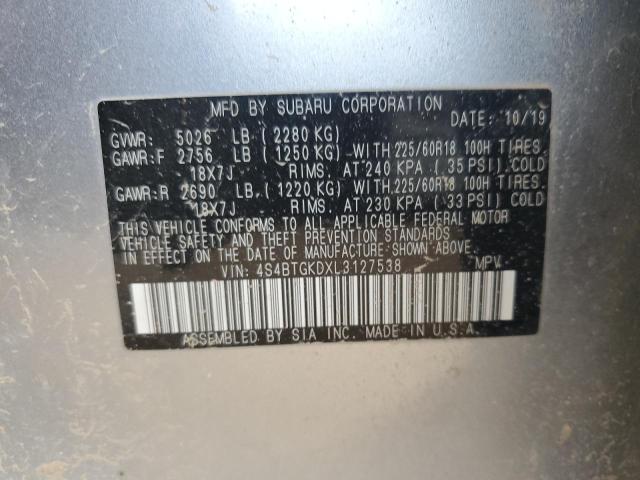 MFD BY SUBARU CORPORATION DATE: 10/19
GVWR: 5026 LB (2280 KG)
GAWR:F 2756 LB (1250 KG) WITH 225/60R18 100H TIRES.
18X7J RIMS. AT 240 KPA (35 PSI) COLD
GAWR:R 2690 LB.(1220 KG) WITH 225/60R18 100H TIRES.
18X7J RIMS. AT 230 KPA (33 PSI) COLD
THIS VEHICLE CONFORMS TO ALL APPLICABLE FEDERAL MOTOR
VEHICLE SAFETY AND THEFT PREVENTION STANDARDS
IN EFFECT ON THE DATE OF MANUFACTURE SHOWN ABOVE.
VIN: 4S4BTGKDXL3127538 MPV
ASSEMBLED BY SIA INC. MADE IN U.S.A.